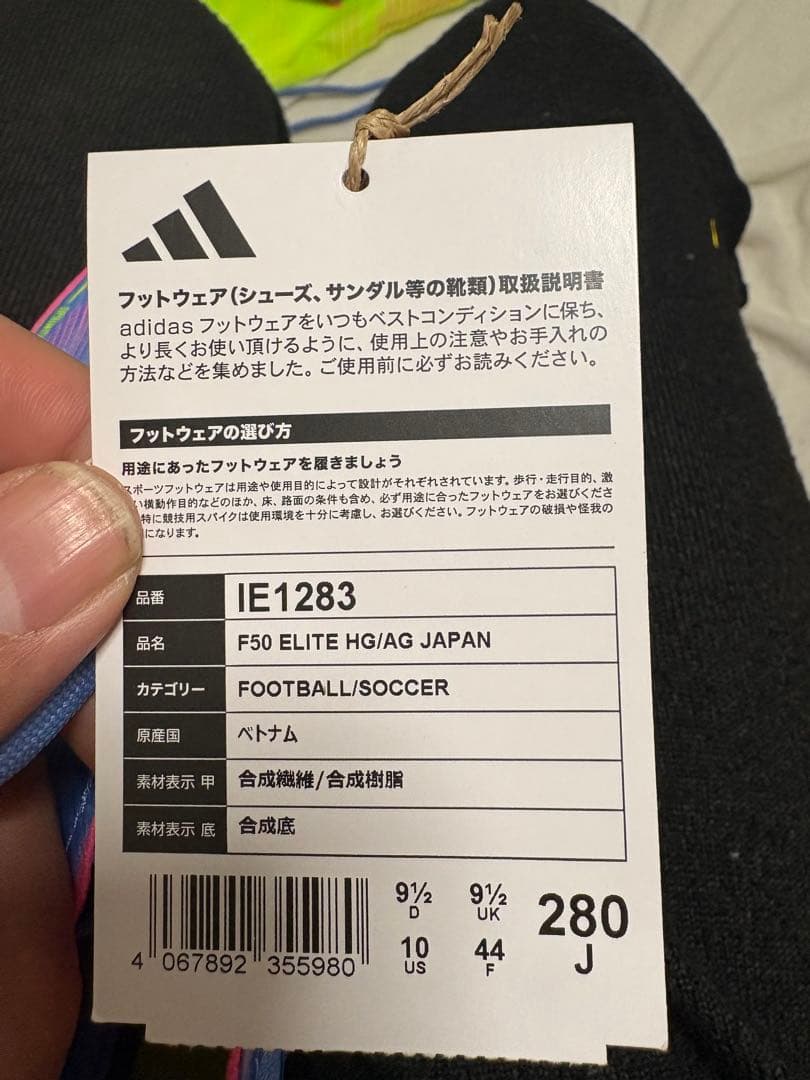 フットウェア(シューズ、サンダル等の靴類)取扱説明書
adidas フットウェアをいつもベストコンディションに保ち、
より長くお使い頂けるように、使用上の注意やお手入れの
方法などを集めました。ご使用前に必ずお読みください。
フットウェアの選び方
用途にあったフットウェアを履きましょう
スポーツフットウェアは用途や使用目的によって設計がそれぞれされています。歩行・走行目的、激
い横動作目的などのほか、床、路面の条件も含め、必ず用途に合ったフットウェアをお選びくださ
特に競技用スパイクは使用環境を十分に考慮し、お選びください。フットウェアの破損や怪我の
になります。
品番 IE1283
品名 F50 ELITE HG/AG JAPAN
カテゴリー FOOTBALL/SOCCER
原産国 ベトナム
素材表示 甲 合成繊維/合成樹脂
素材表示 底 合成底
9½ D 9½ UK 280 J
10 US 44 F
4 067892 355980